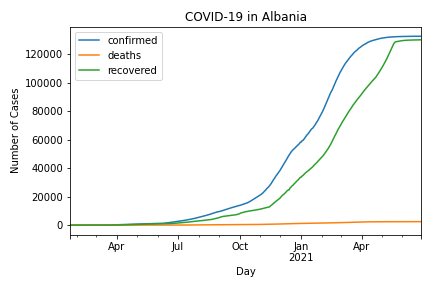 COVID-19 in Albania
confirmed
deaths
recovered
Number of Cases
120000
100000
80000
60000
40000
20000
0
Apr
Jul
Oct
Jan
2021
Apr
Day